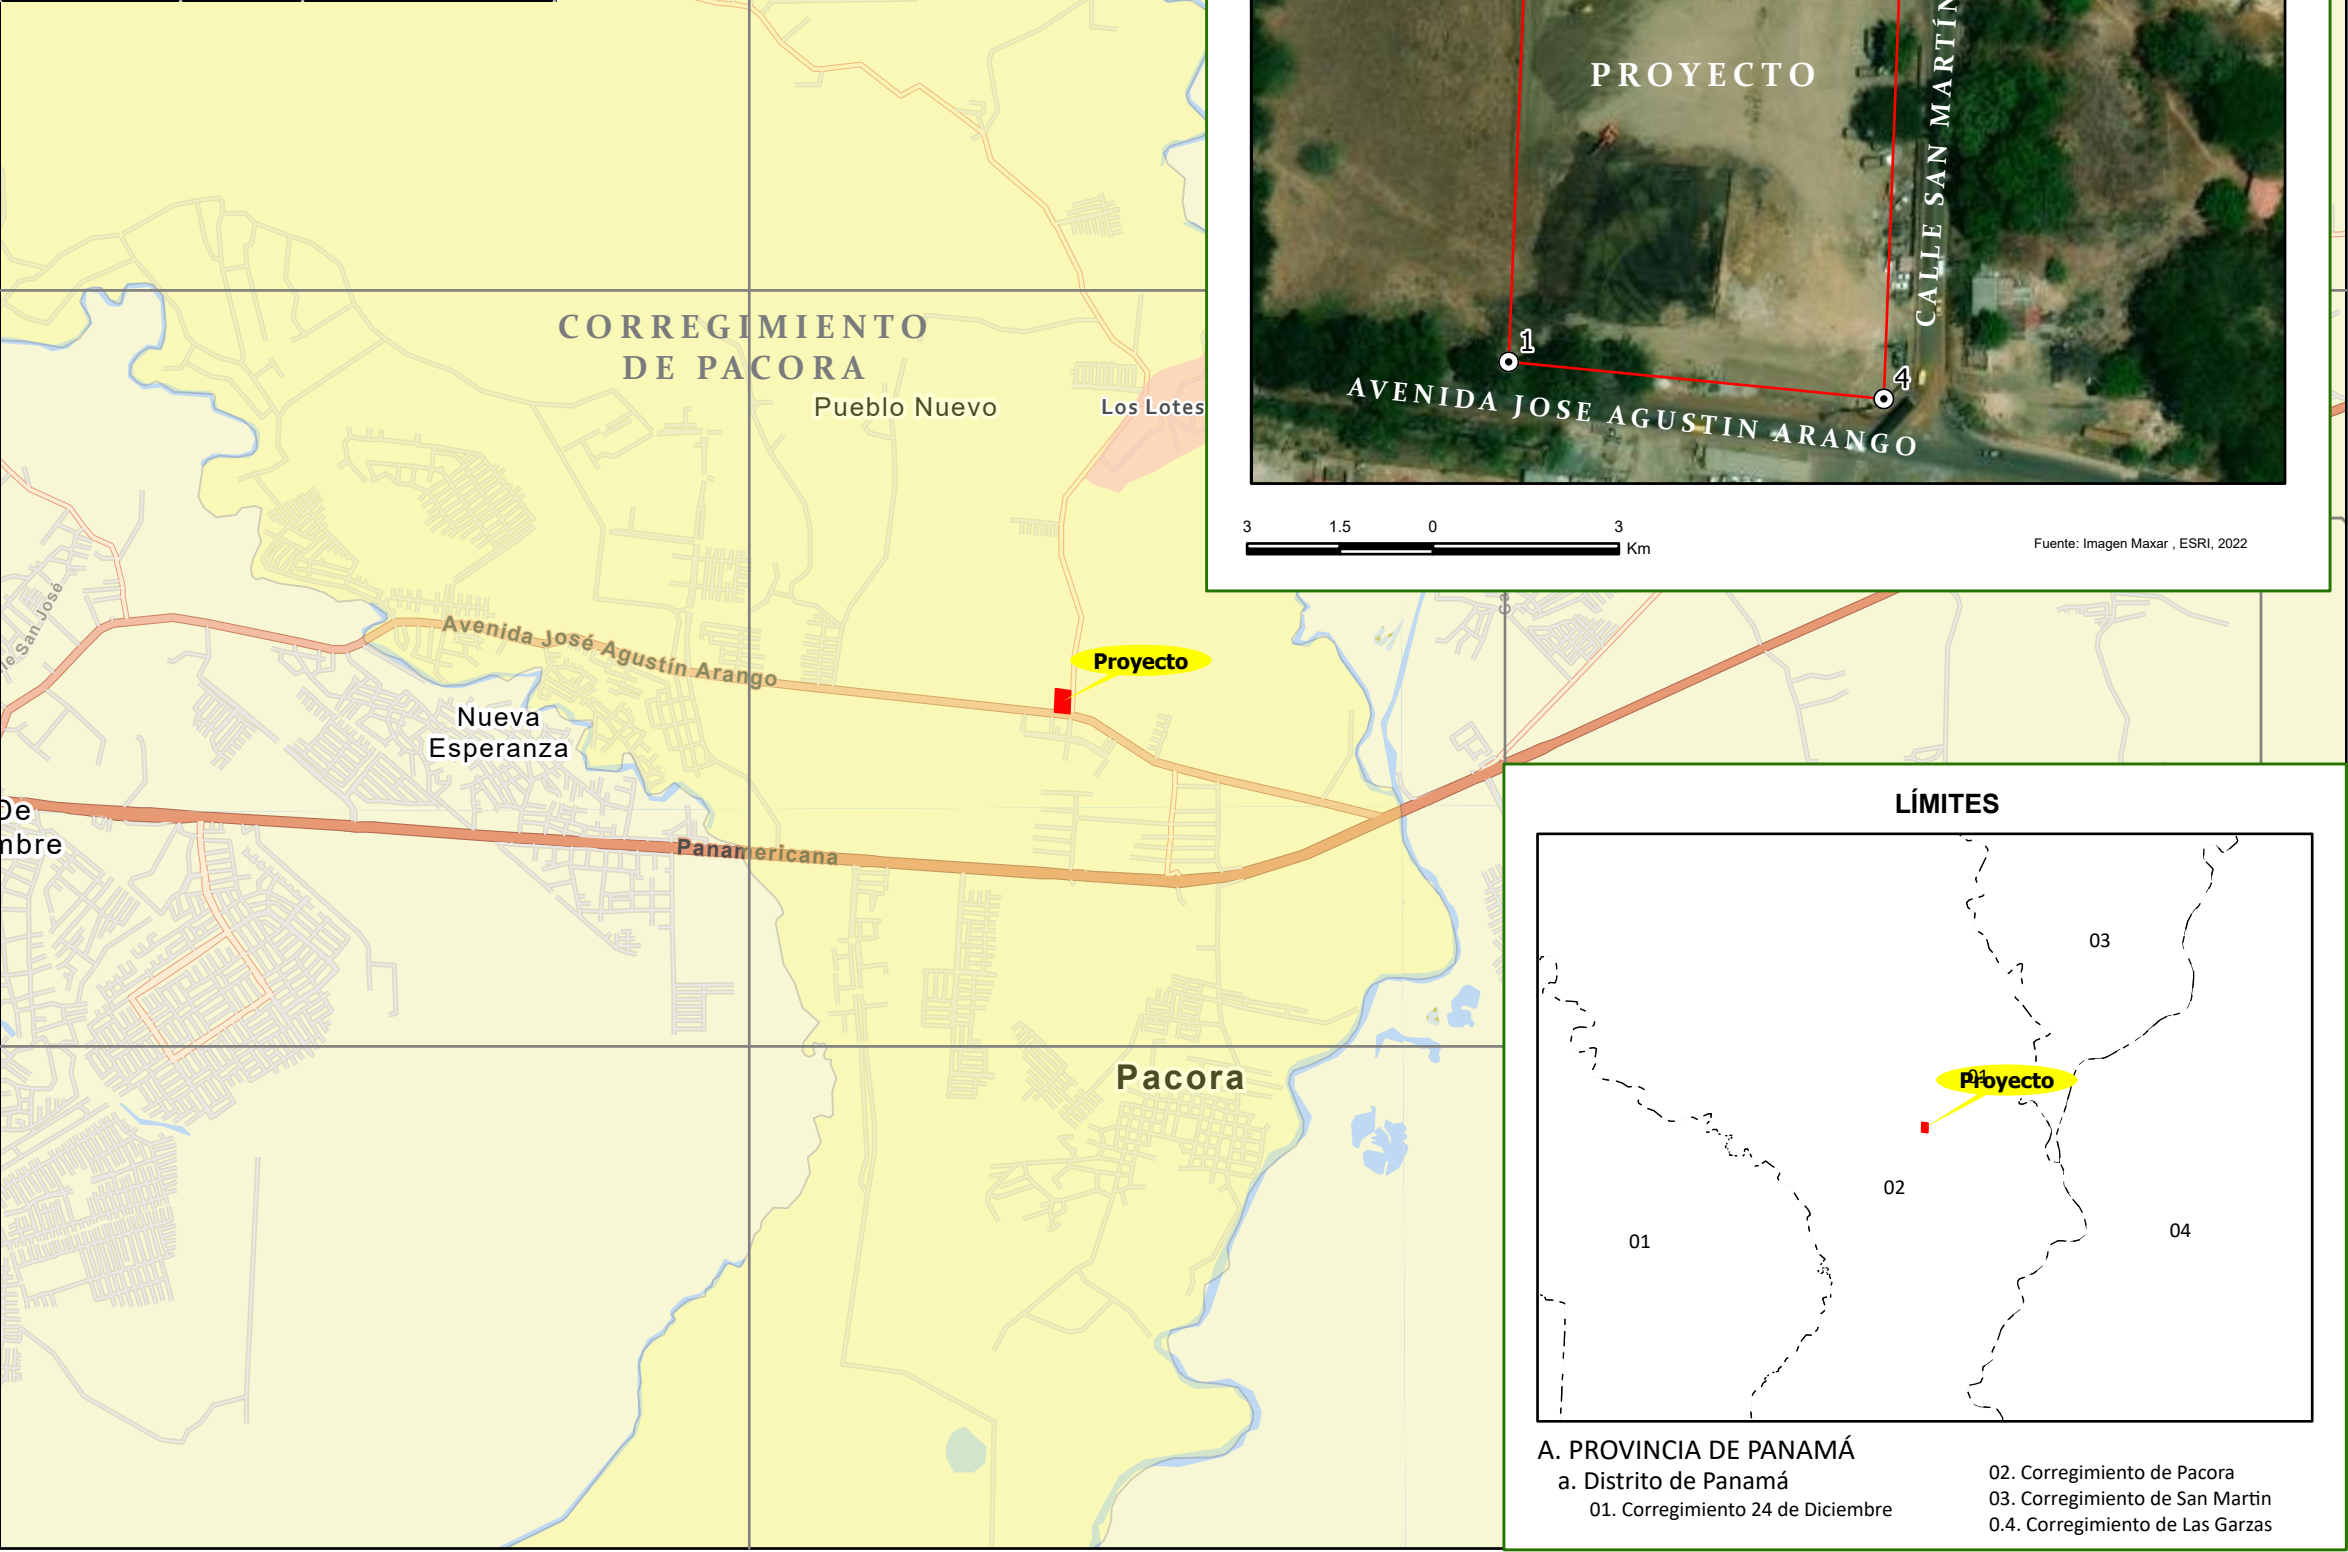 PROYECTO
CALLE SAN MARTÍN
1
4
AVENIDA JOSE AGUSTIN ARANGO
3 1.5 0 3
Km
Fuente: Imagen Maxar , ESRI, 2022
CORREGIMIENTO
DE PACORA
Pueblo Nuevo
Los Lotes
San José
Avenida José Agustín Arango
Proyecto
Nueva
Esperanza
De
mbre
Panamericana
Pacora
LÍMITES
03
01
Proyecto
02
01
04
A. PROVINCIA DE PANAMÁ
a. Distrito de Panamá
01. Corregimiento 24 de Diciembre
02. Corregimiento de Pacora
03. Corregimiento de San Martin
0.4. Corregimiento de Las Garzas